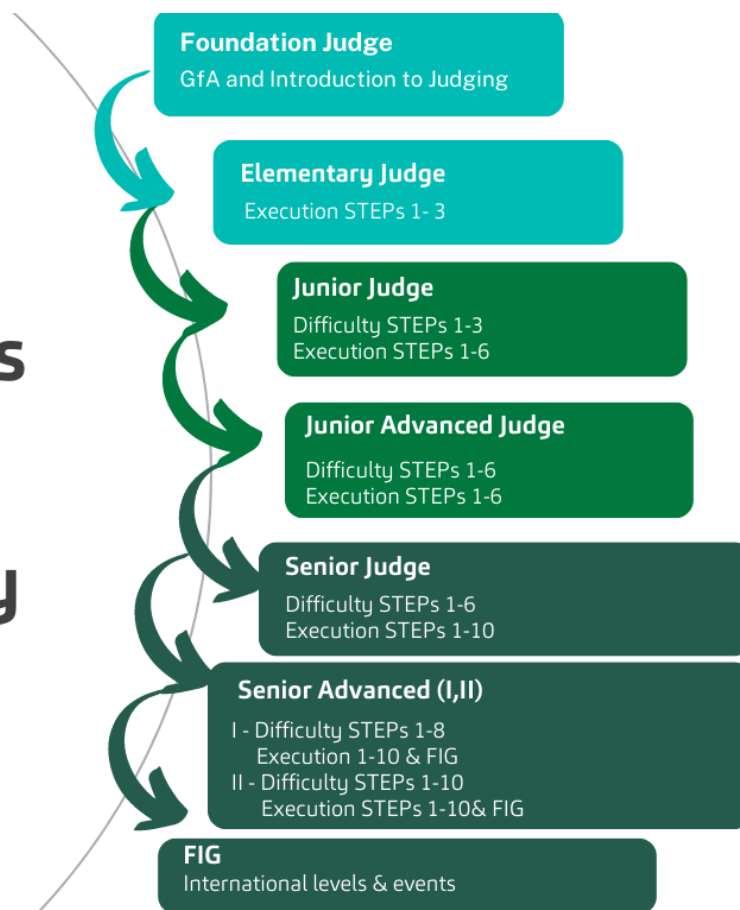 Foundation Judge
GfA and Introduction to Judging
Elementary Judge
Execution STEPs 1- 3
Junior Judge
Difficulty STEPs 1-3
Execution STEPs 1-6
s
Junior Advanced Judge
Difficulty STEPs 1-6
Execution STEPs 1-6
Senior Judge
Difficulty STEPs 1-6
Execution STEPs 1-10
y
Senior Advanced (I,II)
I - Difficulty STEPs 1-8
Execution 1-10 & FIG
II - Difficulty STEPs 1-10
Execution STEPs 1-10& FIG
FIG
International levels & events